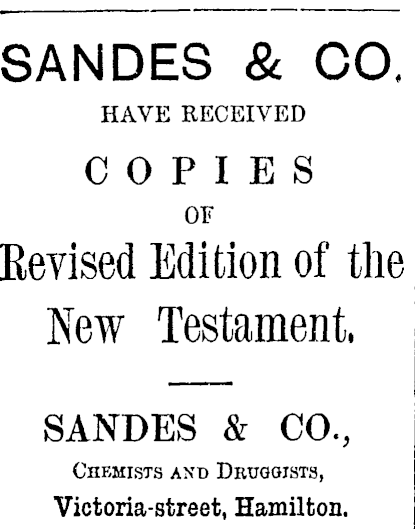 SANDES & CO.
HAVE RECEIVED
COPIES
OF
Revised Edition of the
New Testament.
SANDES & CO.,
CHEMISTS AND DRUGGISTS,
Victoria-street, Hamilton.